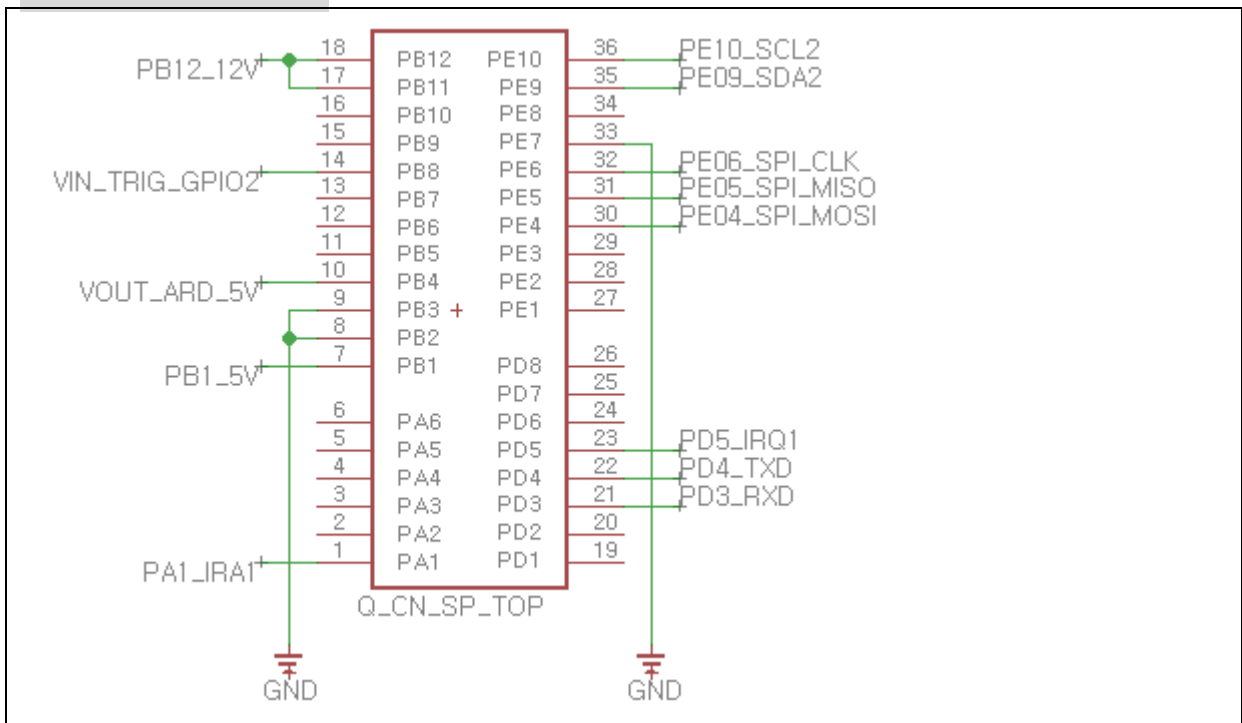 PB12_12V 18 PB12 PE10 36 PE10_SCL2
17 PB11 PE9 35 PE09_SDA2
16 PB10 PE8 34
15 PB9 PE7 33
VIN_TRIG_GPIO2 14 PB8 PE6 32 PE06_SPI_CLK
13 PB7 PE5 31 PE05_SPI_MISO
12 PB6 PE4 30 PE04_SPI_MOSI
11 PB5 PE3 29
VOUT_ARD_5V 10 PB4 PE2 28
9 PB3 PE1 27
8 PB2
PB1_5V 7 PB1 PD8 26
PD7 25
6 PA6 PD6 24
5 PA5 PD5 23 PD5_IRQ1
4 PA4 PD4 22 PD4_TXD
3 PA3 PD3 21 PD3_RXD
2 PA2 PD2 20
PA1_IRA1 1 PA1 PD1 19
Q_CN_SP_TOP
GND GND